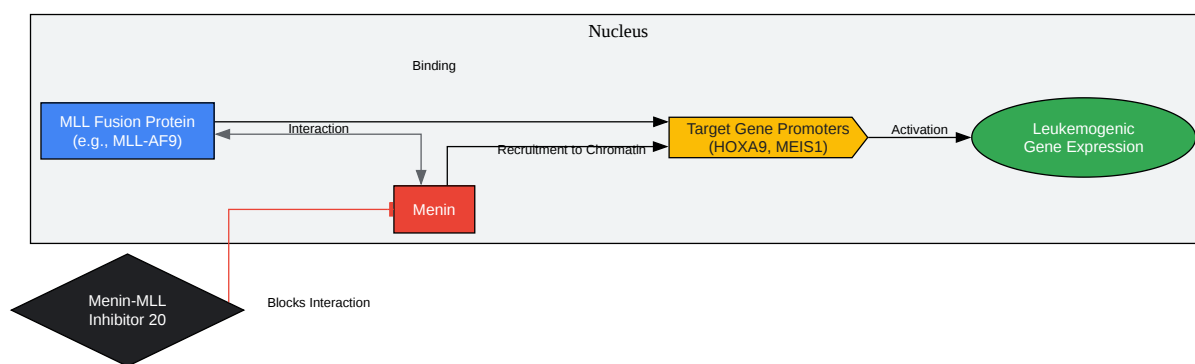 Nucleus
Binding
MLL Fusion Protein
(e.g., MLL-AF9)
Interaction
Target Gene Promoters
(HOXA9, MEIS1)
Activation
Leukemogenic
Gene Expression
Recruitment to Chromatin
Menin
Menin-MLL
Inhibitor 20
Blocks Interaction